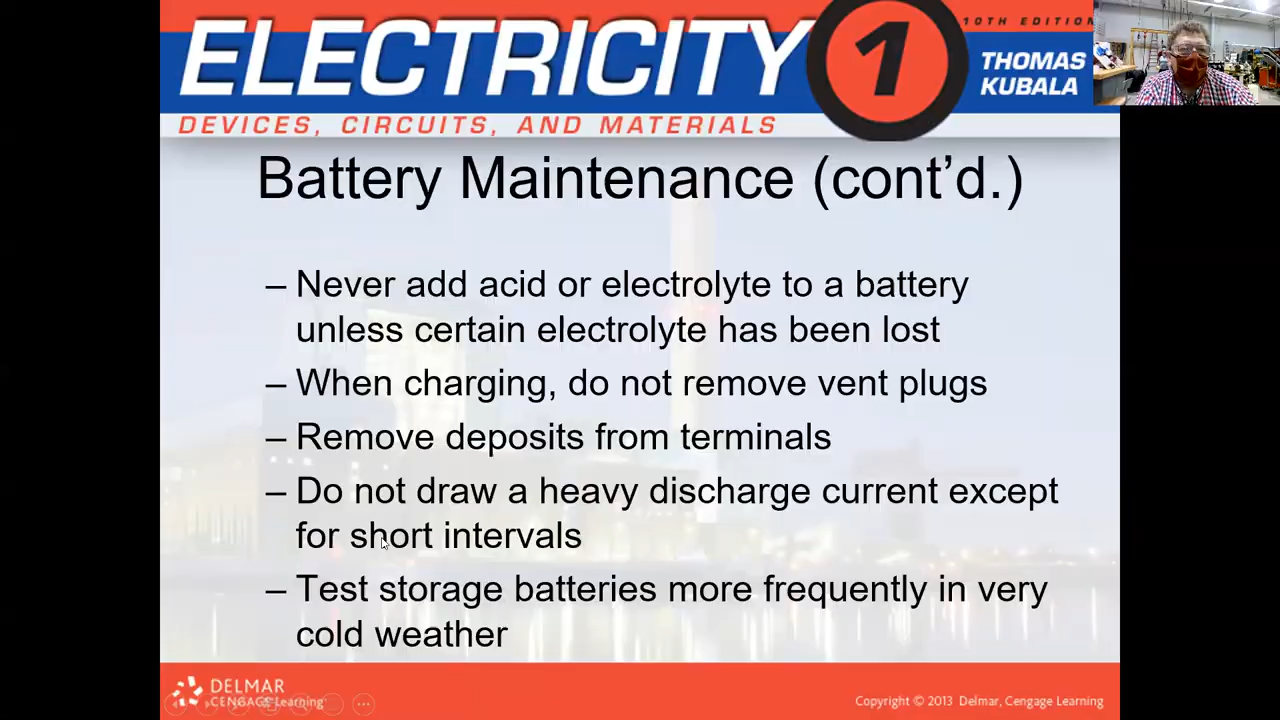 ELECTRICITY 1 10TH EDITION
THOMAS
KUBALA
DEVICES, CIRCUITS, AND MATERIALS
Battery Maintenance (cont’d.)
– Never add acid or electrolyte to a battery
unless certain electrolyte has been lost
– When charging, do not remove vent plugs
– Remove deposits from terminals
– Do not draw a heavy discharge current except
for short intervals
– Test storage batteries more frequently in very
cold weather
DELMAR
CENGAGE Learning
Copyright © 2013 Delmar, Cengage Learning